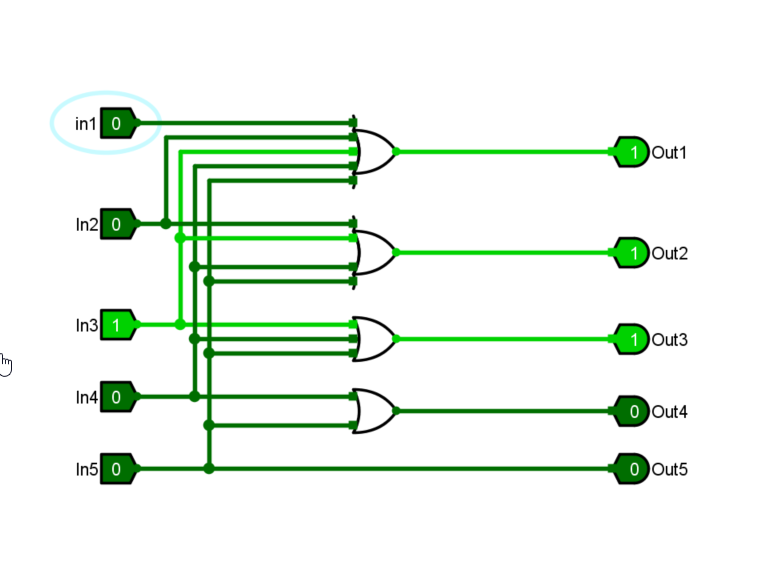 in1 0
1 Out1
In2 0
1 Out2
In3 1
1 Out3
In4 0
0 Out4
In5 0
0 Out5